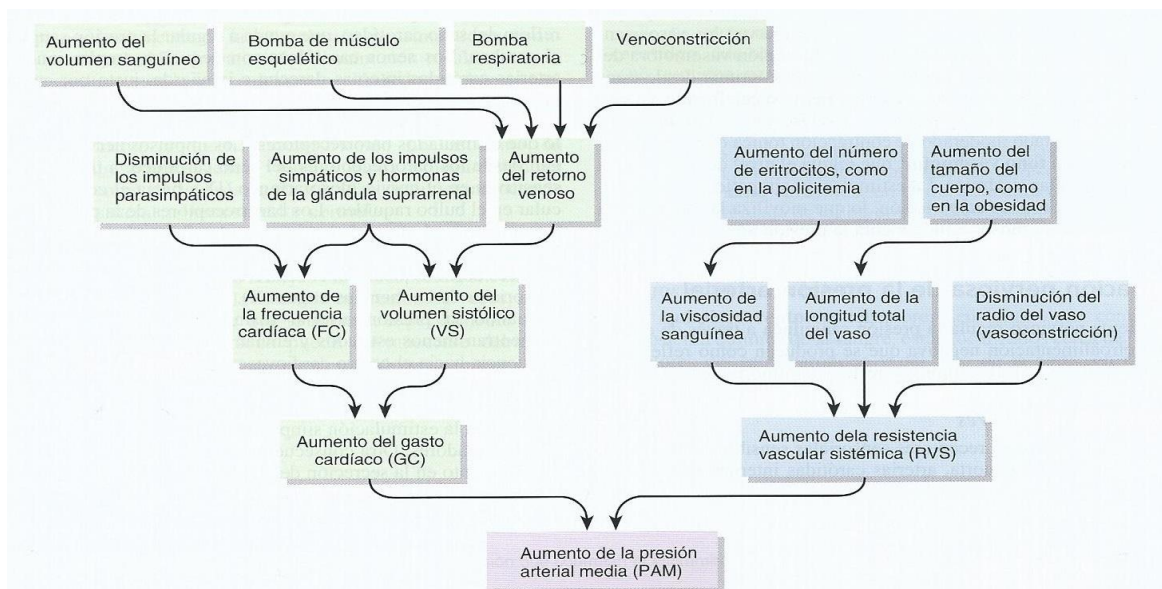 Aumento del
volumen sanguíneo
Bomba de músculo
esquelético
Bomba
respiratoria
Venoconstricción
Disminución de
los impulsos
parasimpáticos
Aumento de los impulsos
simpáticos y hormonas
de la glándula suprarrenal
Aumento
del retorno
venoso
Aumento del número
de eritrocitos, como
en la policitemia
Aumento del
tamaño del
cuerpo, como
en la obesidad
Aumento de
la frecuencia
cardíaca (FC)
Aumento del
volumen sistólico
(VS)
Aumento de
la viscosidad
sanguínea
Aumento de la
longitud total
del vaso
Disminución del
radio del vaso
(vasoconstricción)
Aumento del gasto
cardíaco (GC)
Aumento dela resistencia
vascular sistémica (RVS)
Aumento de la presión
arterial media (PAM)